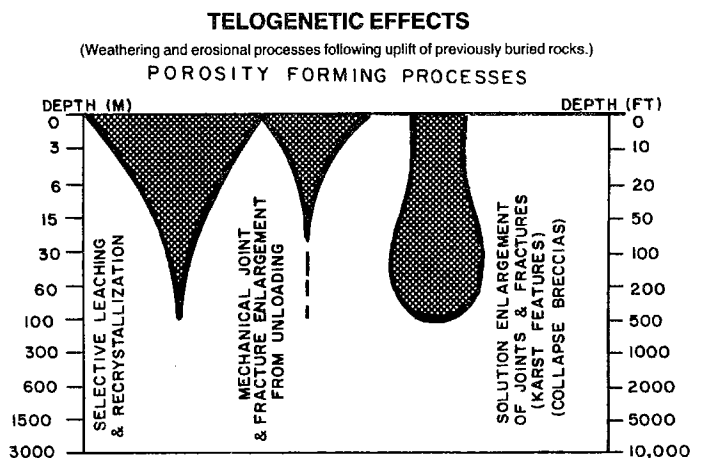 TELOGENETIC EFFECTS
(Weathering and erosional processes following uplift of previously buried rocks.)
POROSITY FORMING PROCESSES
DEPTH (M)
DEPTH (FT)
0
3
6
15
30
60
100
300
600
1500
3000
SELECTIVE LEACHING
& RECRYSTALLIZATION
MECHANICAL JOINT
& FRACTURE ENLARGEMENT
FROM UNLOADING
SOLUTION ENLARGEMENT
OF JOINTS & FRACTURES
(KARST FEATURES)
(COLLAPSE BRECCIAS)
0
10
20
50
100
200
500
1000
2000
5000
10,000